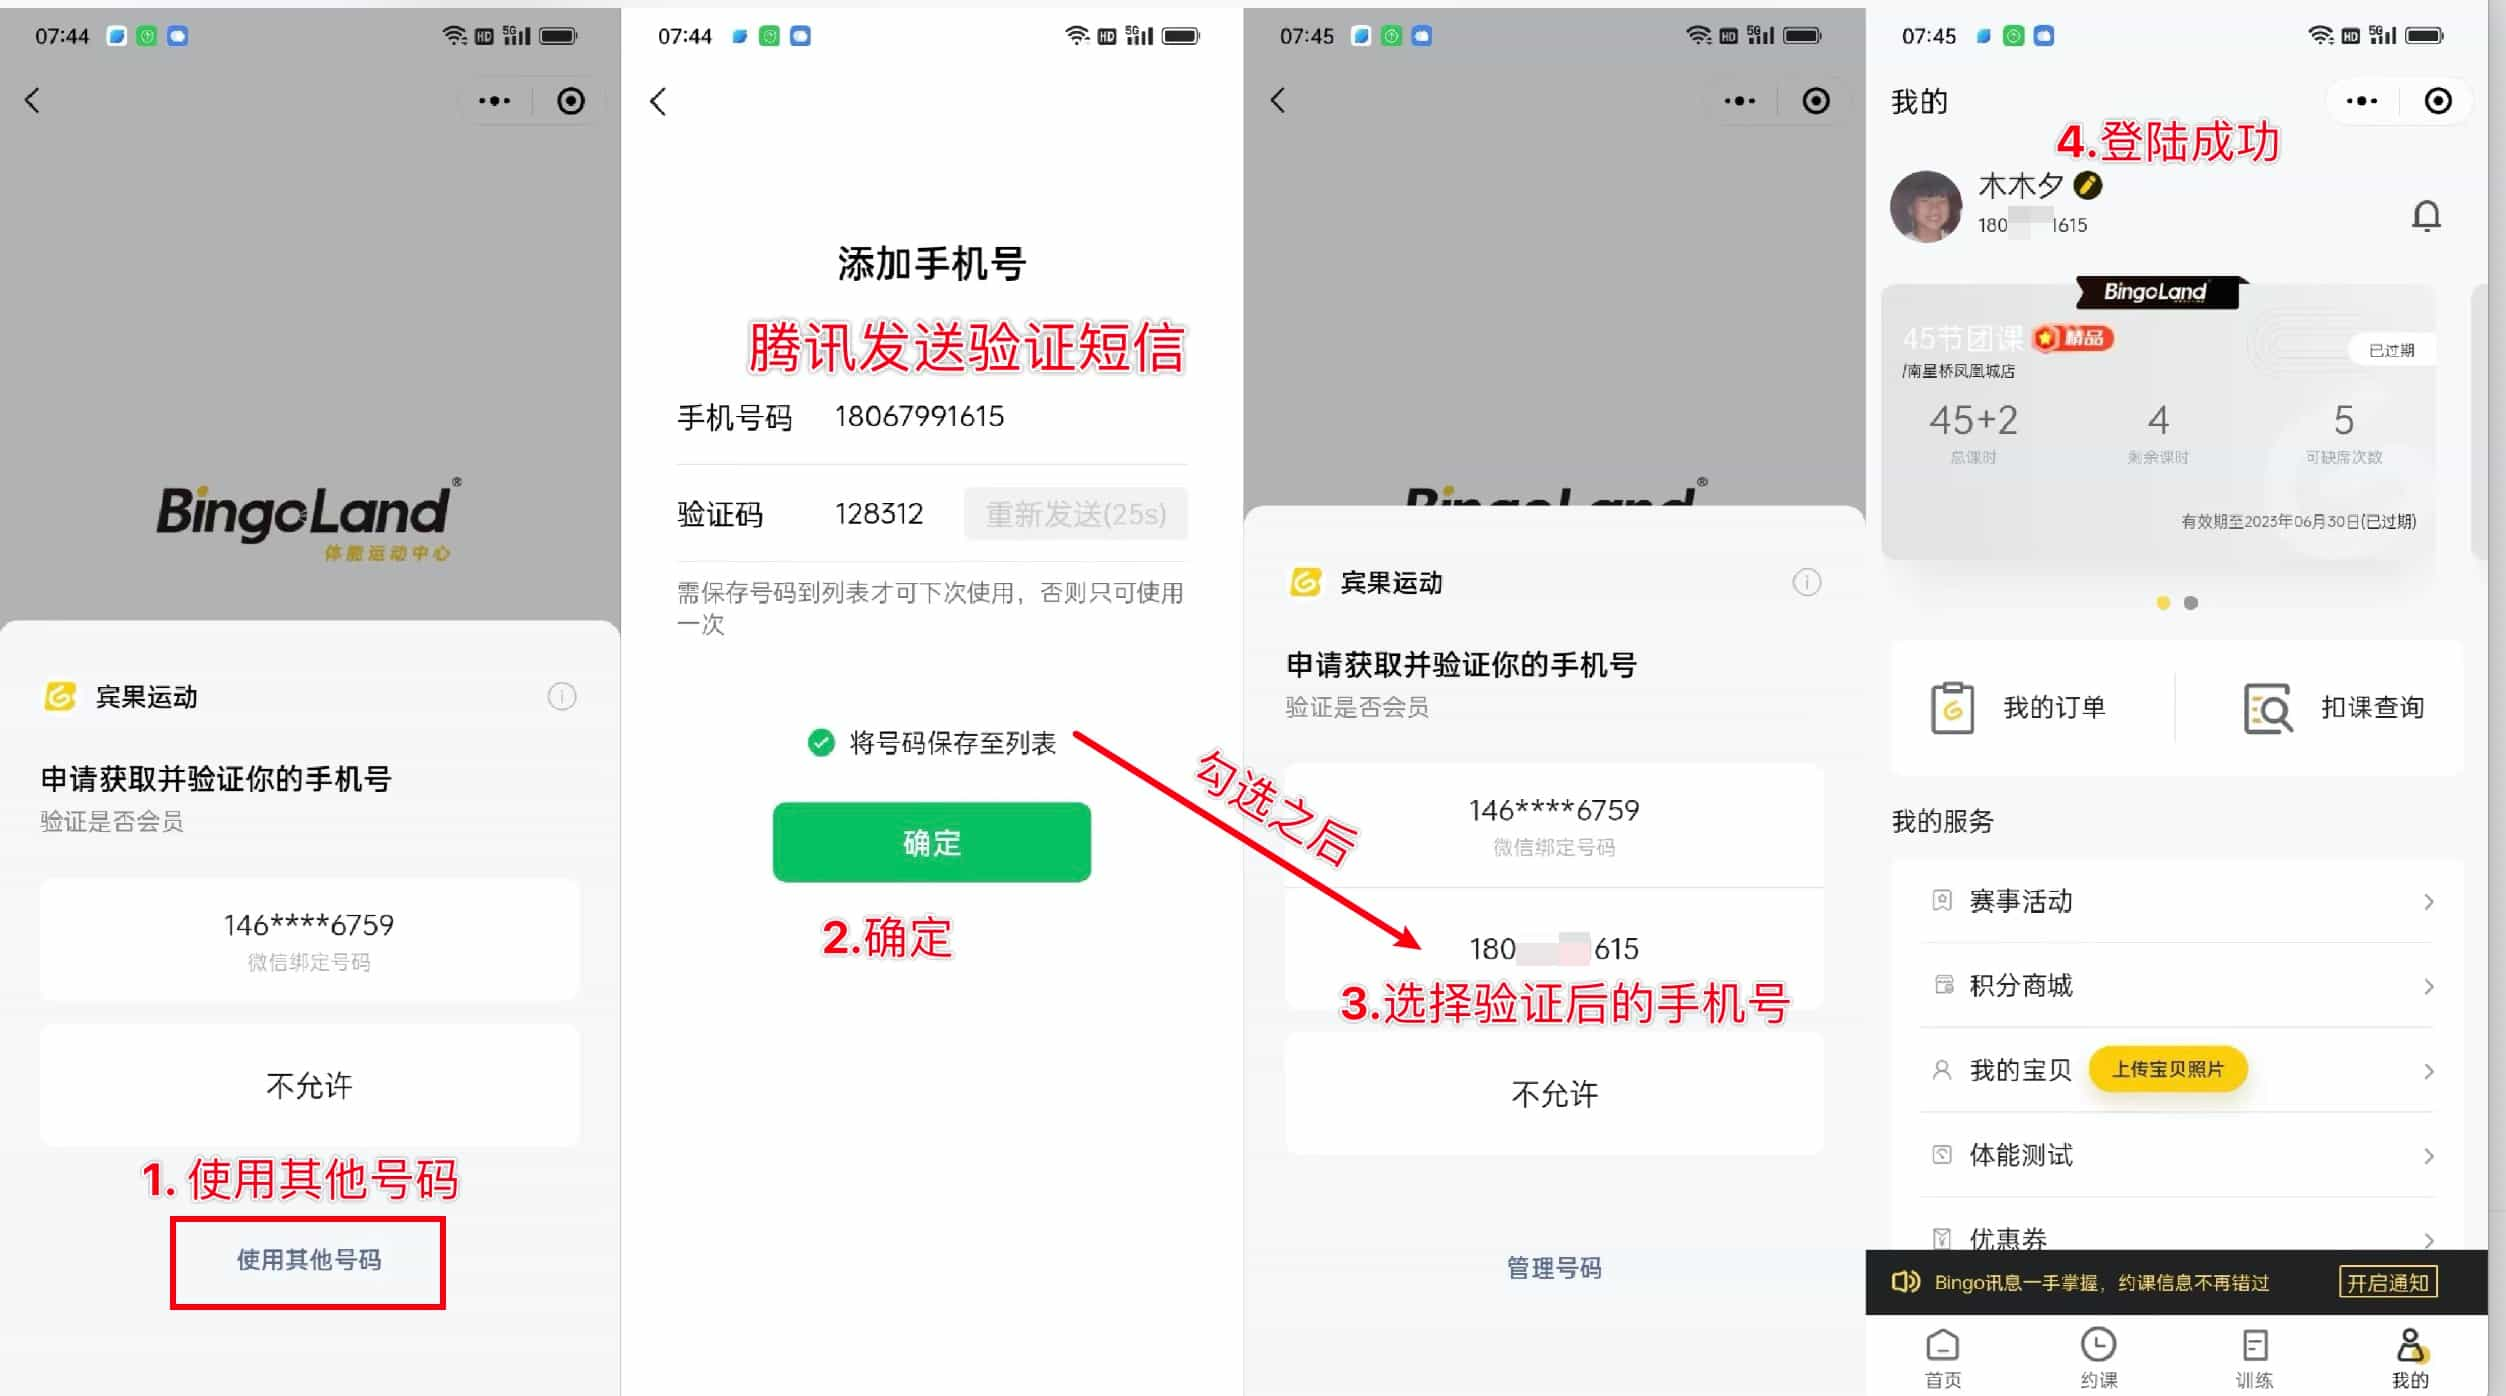 07:44
HD 5G
BingoLand®
体能运动中心
宾果运动
申请获取并验证你的手机号
验证是否会员
146****6759
微信绑定号码
不允许
1. 使用其他号码
使用其他号码
07:44
HD 5G
添加手机号
腾讯发送验证短信
手机号码 18067991615
验证码 128312 重新发送(25s)
需保存号码到列表才可下次使用，否则只可使用
一次
将号码保存至列表
确定
2.确定
勾选之后
07:45
HD 5G
BingoLand®
宾果运动
申请获取并验证你的手机号
验证是否会员
146****6759
微信绑定号码
180 615
3.选择验证后的手机号
不允许
管理号码
07:45
HD 5G
我的
4.登陆成功
木木夕
180 1615
BingoLand
45节团课 精品
已过期
/南星桥凤凰城店
45+2 4 5
总课时 剩余课时 可缺席次数
有效期至2023年06月30日(已过期)
我的订单 扣课查询
我的服务
赛事活动
积分商城
我的宝贝 上传宝贝照片
体能测试
优惠券
Bingo讯息一手掌握，约课信息不再错过 开启通知
首页 约课 训练 我的